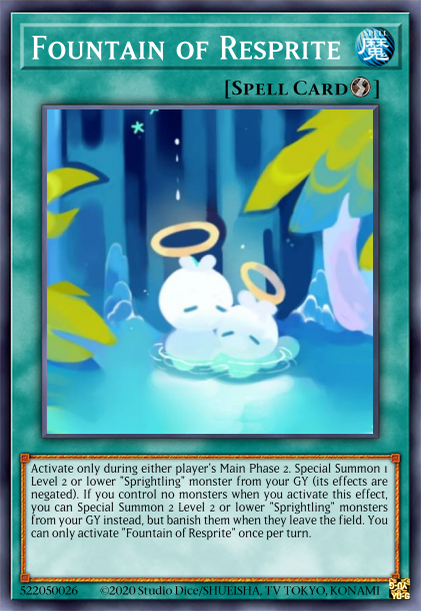 Fountain of Resprite
SPELL
魔
[Spell Card]
Activate only during either player's Main Phase 2. Special Summon 1
Level 2 or lower "Sprightling" monster from your GY (its effects are
negated). If you control no monsters when you activate this effect,
you can Special Summon 2 Level 2 or lower "Sprightling" monsters
from your GY instead, but banish them when they leave the field. You
can only activate "Fountain of Resprite" once per turn.
522050026 ©2020 Studio Dice/SHUEISHA, TV TOKYO, KONAMI